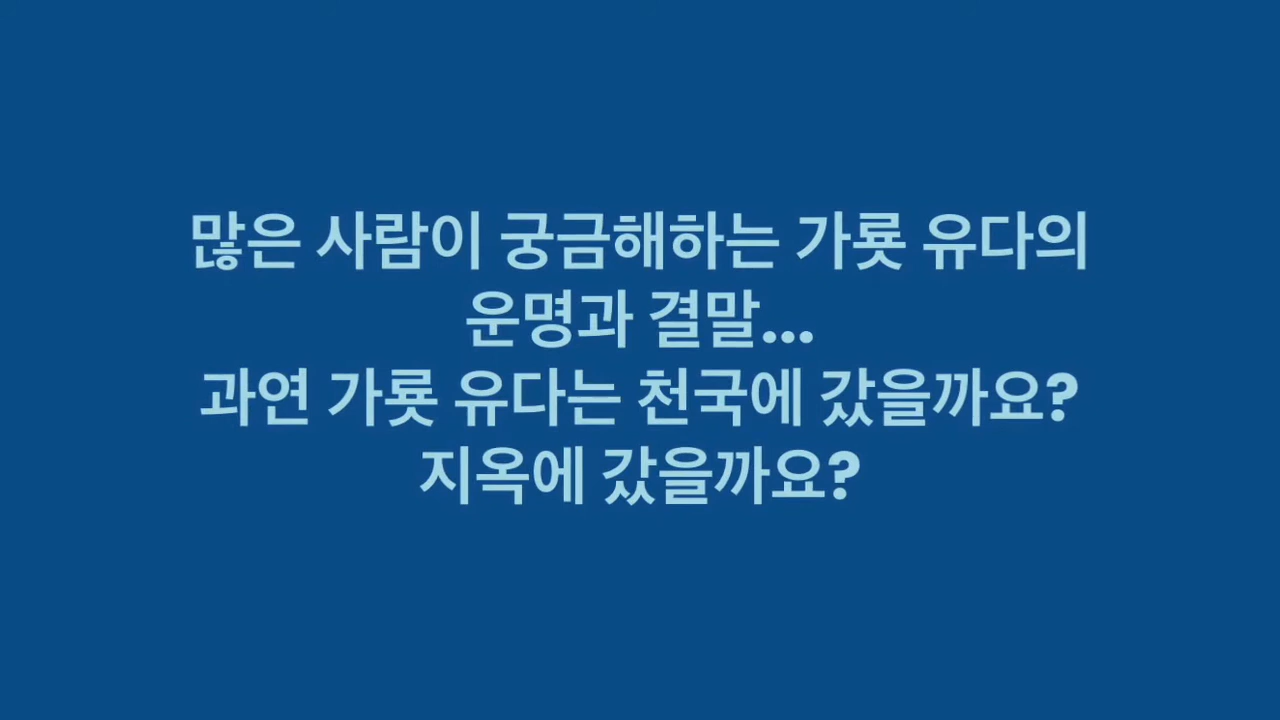 많은 사람이 궁금해하는 가룟 유다의
운명과 결말...
과연 가룟 유다는 천국에 갔을까요?
지옥에 갔을까요?